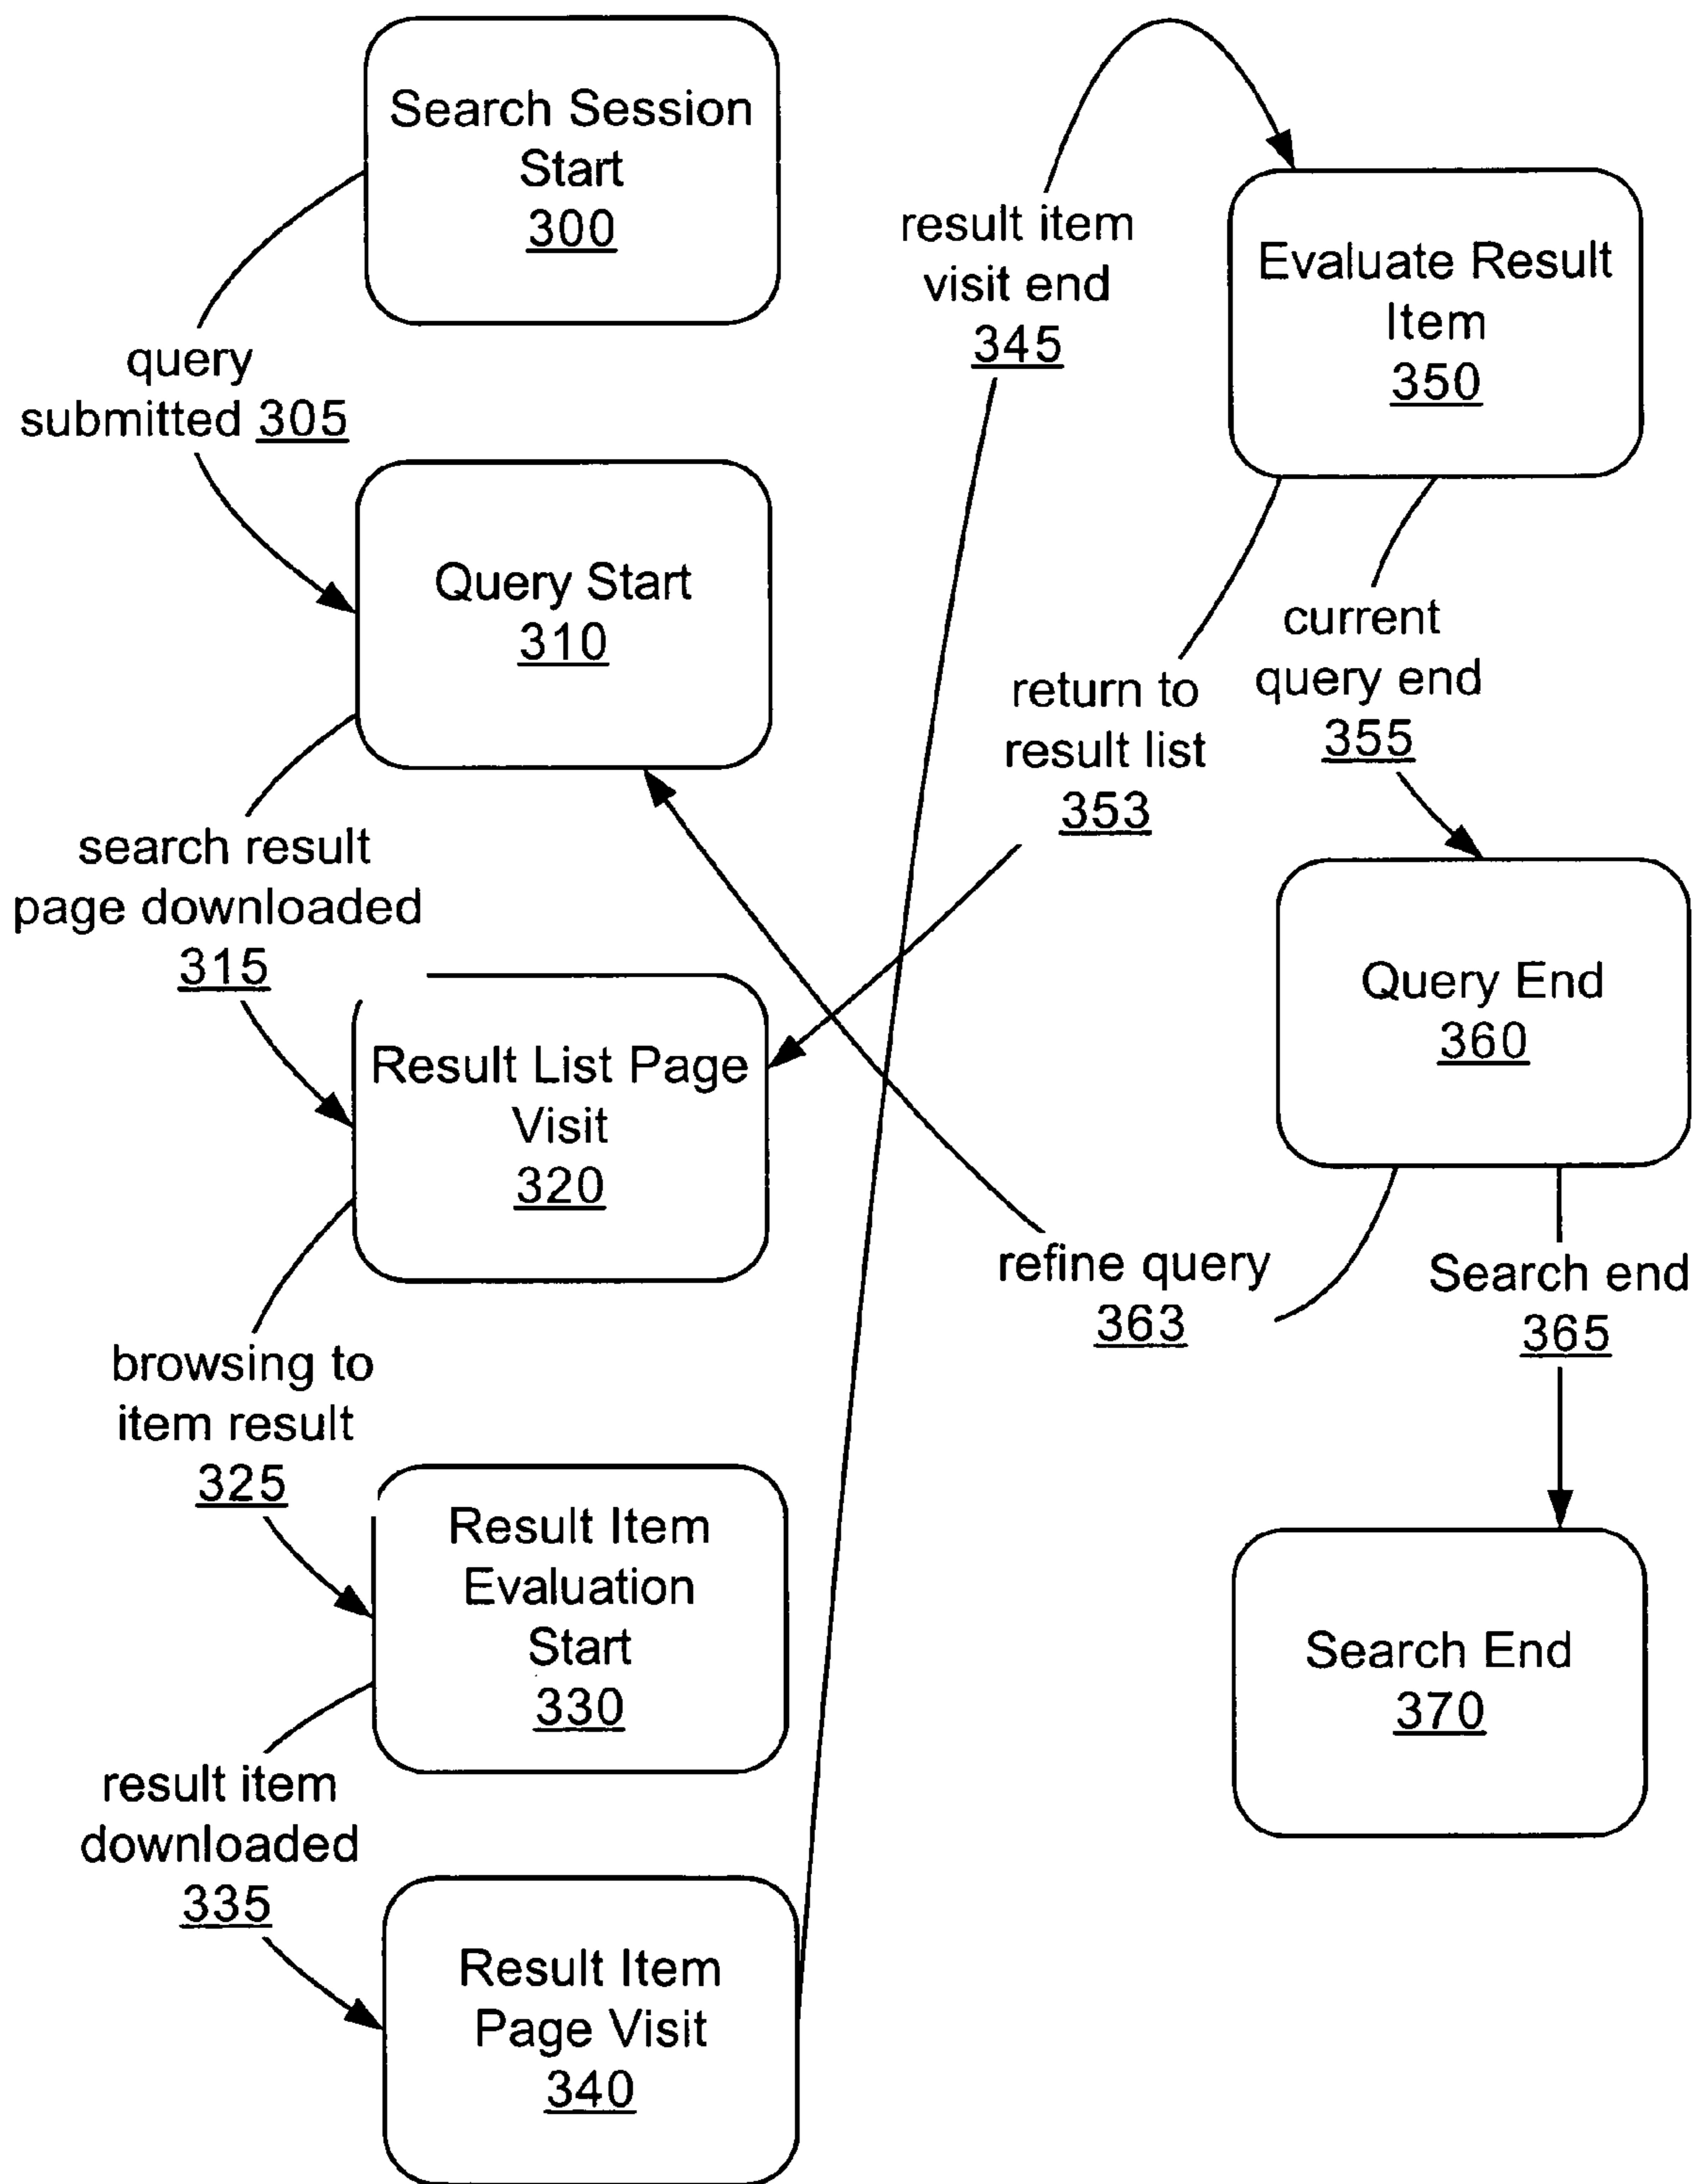 Search Session
Start
300
query
submitted 305
Query Start
310
search result
page downloaded
315
Result List Page
Visit
320
browsing to
item result
325
Result Item
Evaluation
Start
330
result item
downloaded
335
Result Item
Page Visit
340
result item
visit end
345
Evaluate Result
Item
350
return to
result list
353
current
query end
355
Query End
360
refine query
363
Search end
365
Search End
370